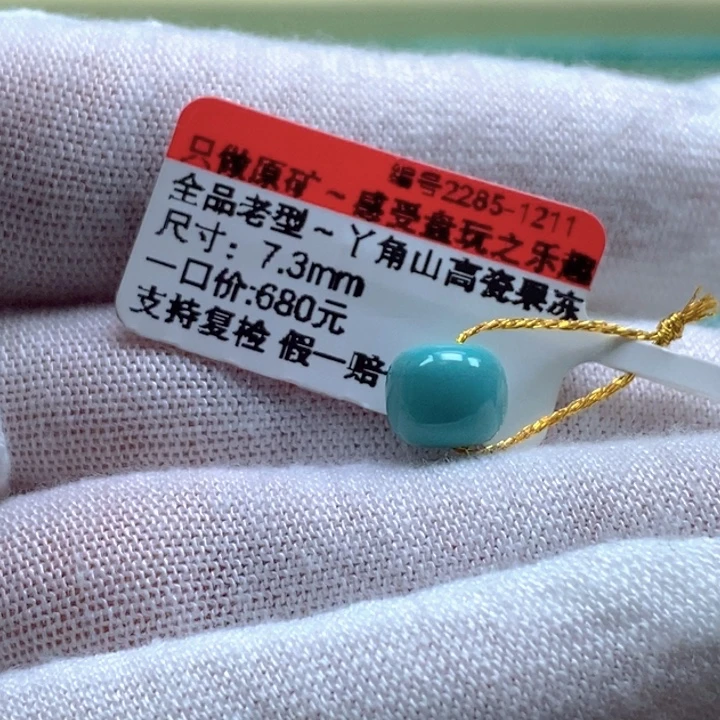 编号2285-1211
只做原矿~感受盘玩之乐趣
全品老型~丫角山高瓷果冻
尺寸：7.3mm
一口价:680元
支持复检 假一赔